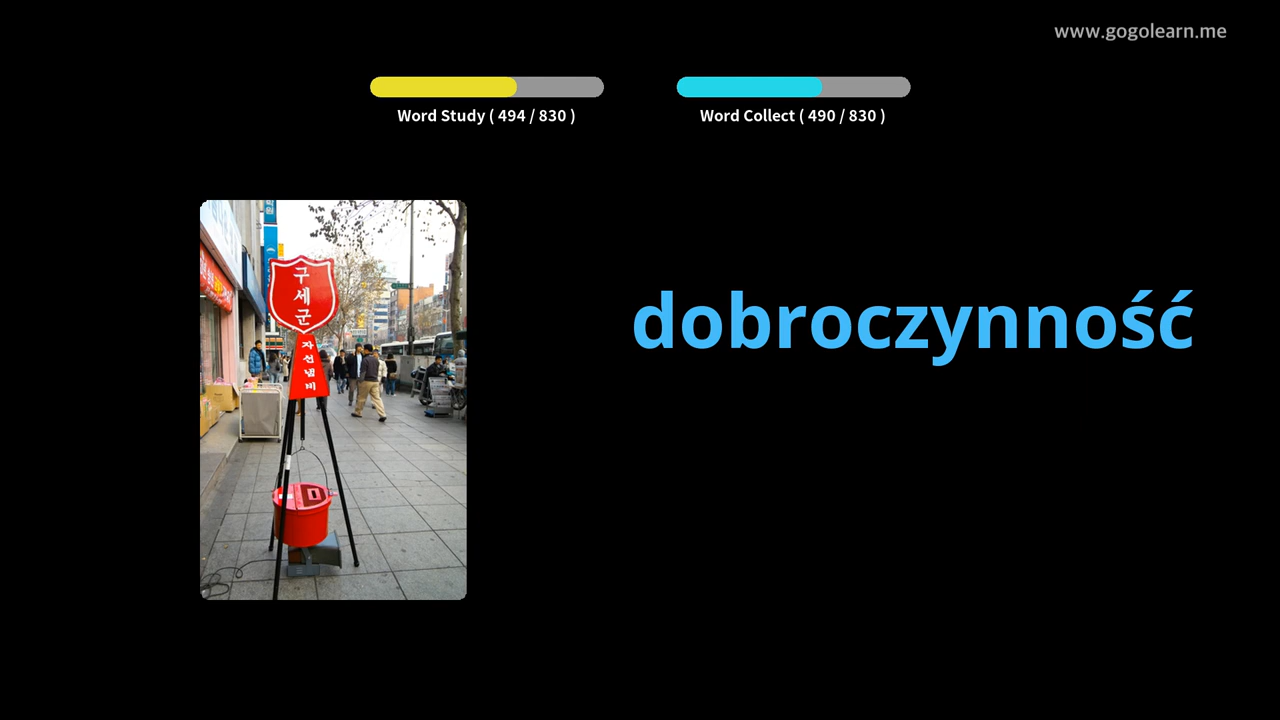 www.gogolearn.me
Word Study ( 494 / 830 )
Word Collect ( 490 / 830 )
dobroczynność
구
세
군
자
선
냄
비